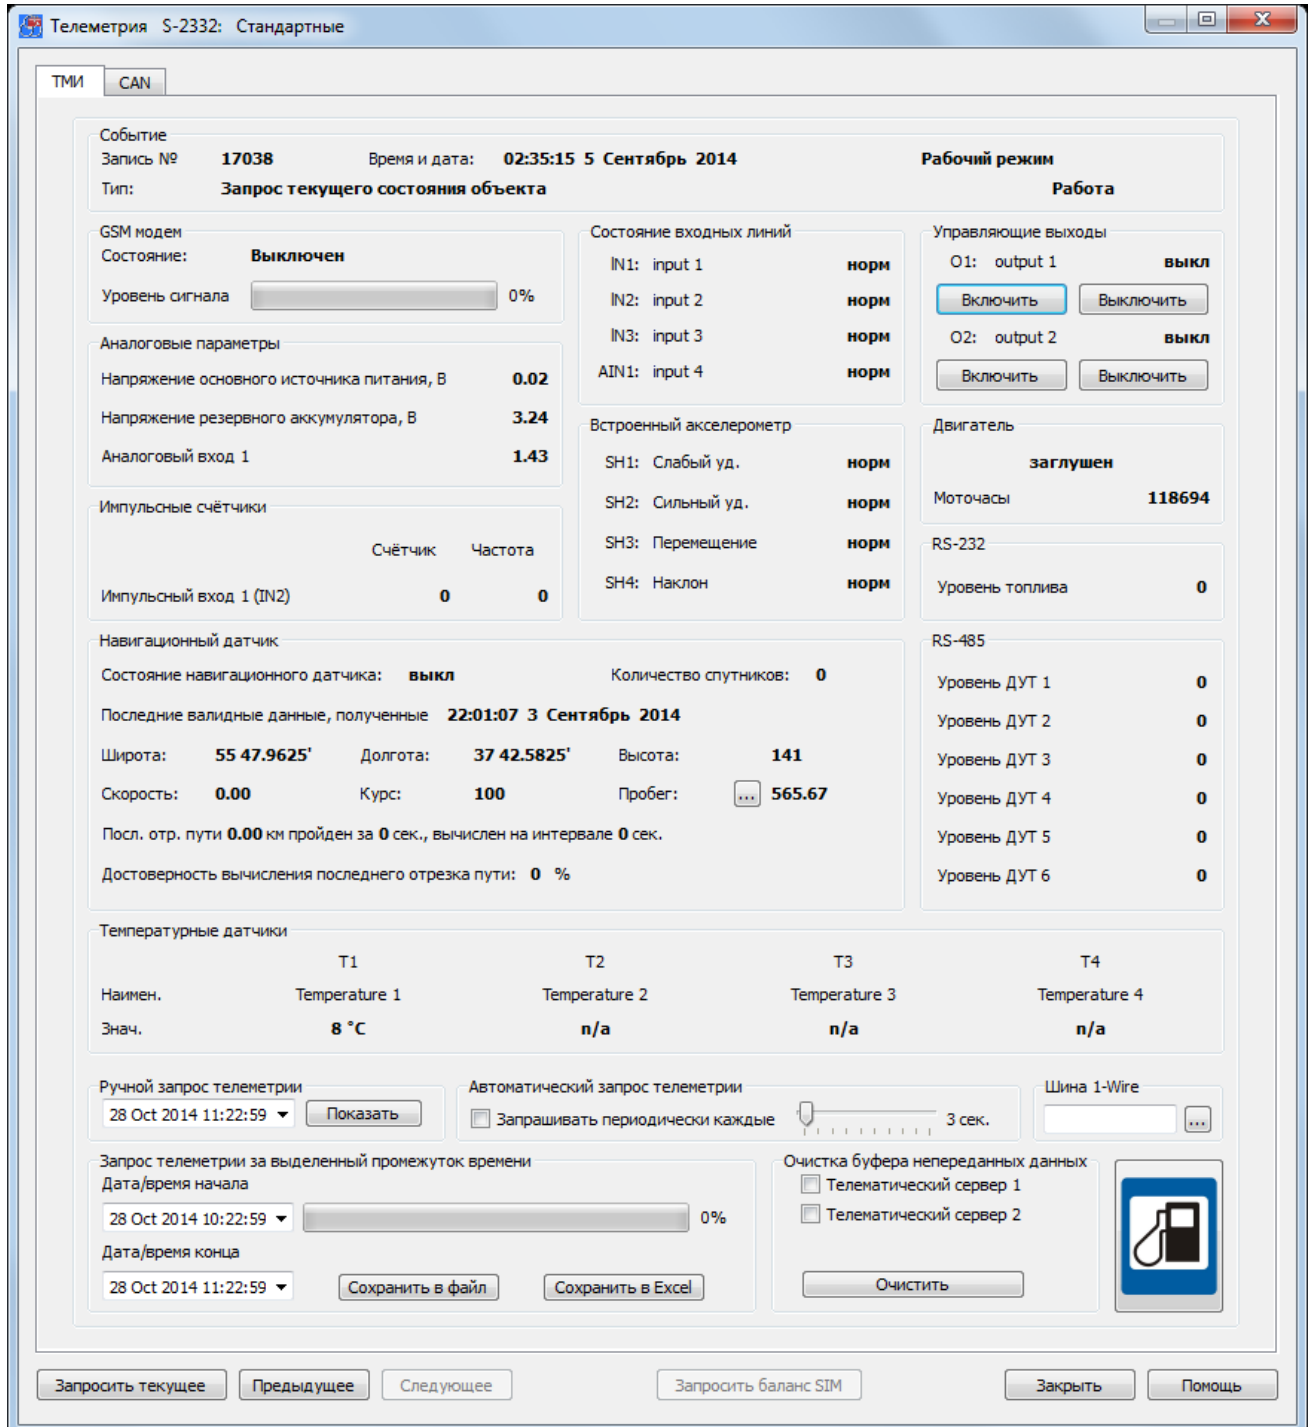 Телеметрия S-2332: Стандартные
ТМИ CAN
Событие
Запись № 17038 Время и дата: 02:35:15 5 Сентябрь 2014 Рабочий режим
Тип: Запрос текущего состояния объекта Работа
GSM модем
Состояние: Выключен
Уровень сигнала 0%
Аналоговые параметры
Напряжение основного источника питания, В 0.02
Напряжение резервного аккумулятора, В 3.24
Аналоговый вход 1 1.43
Импульсные счётчики
Счётчик Частота
Импульсный вход 1 (IN2) 0 0
Состояние входных линий
IN1: input 1 норм
IN2: input 2 норм
IN3: input 3 норм
AIN1: input 4 норм
Встроенный акселерометр
SH1: Слабый уд. норм
SH2: Сильный уд. норм
SH3: Перемещение норм
SH4: Наклон норм
Управляющие выходы
O1: output 1 выкл
Включить Выключить
O2: output 2 выкл
Включить Выключить
Двигатель
заглушен
Моточасы 118694
RS-232
Уровень топлива 0
Навигационный датчик
Состояние навигационного датчика: выкл Количество спутников: 0
Последние валидные данные, полученные 22:01:07 3 Сентябрь 2014
Широта: 55 47.9625' Долгота: 37 42.5825' Высота: 141
Скорость: 0.00 Курс: 100 Пробег: ... 565.67
Посл. отр. пути 0.00 км пройден за 0 сек., вычислен на интервале 0 сек.
Достоверность вычисления последнего отрезка пути: 0 %
RS-485
Уровень ДУТ 1 0
Уровень ДУТ 2 0
Уровень ДУТ 3 0
Уровень ДУТ 4 0
Уровень ДУТ 5 0
Уровень ДУТ 6 0
Температурные датчики
T1 T2 T3 T4
Наимен. Temperature 1 Temperature 2 Temperature 3 Temperature 4
Знач. 8 °C n/a n/a n/a
Ручной запрос телеметрии
28 Oct 2014 11:22:59 Показать
Автоматический запрос телеметрии
Запрашивать периодически каждые 3 сек.
Шина 1-Wire
...
Запрос телеметрии за выделенный промежуток времени
Дата/время начала
28 Oct 2014 10:22:59 0%
Дата/время конца
28 Oct 2014 11:22:59 Сохранить в файл Сохранить в Excel
Очистка буфера непереданных данных
Телематический сервер 1
Телематический сервер 2
Очистить
Запросить текущее Предыдущее Следующее Запросить баланс SIM Закрыть Помощь